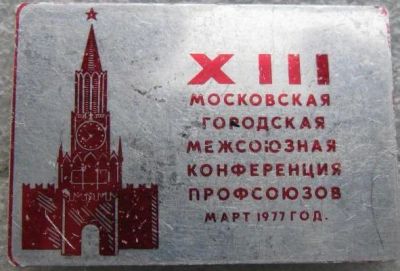 XIII
МОСКОВСКАЯ
ГОРОДСКАЯ
МЕЖСОЮЗНАЯ
КОНФЕРЕНЦИЯ
ПРОФСОЮЗОВ
МАРТ 1977 ГОД.